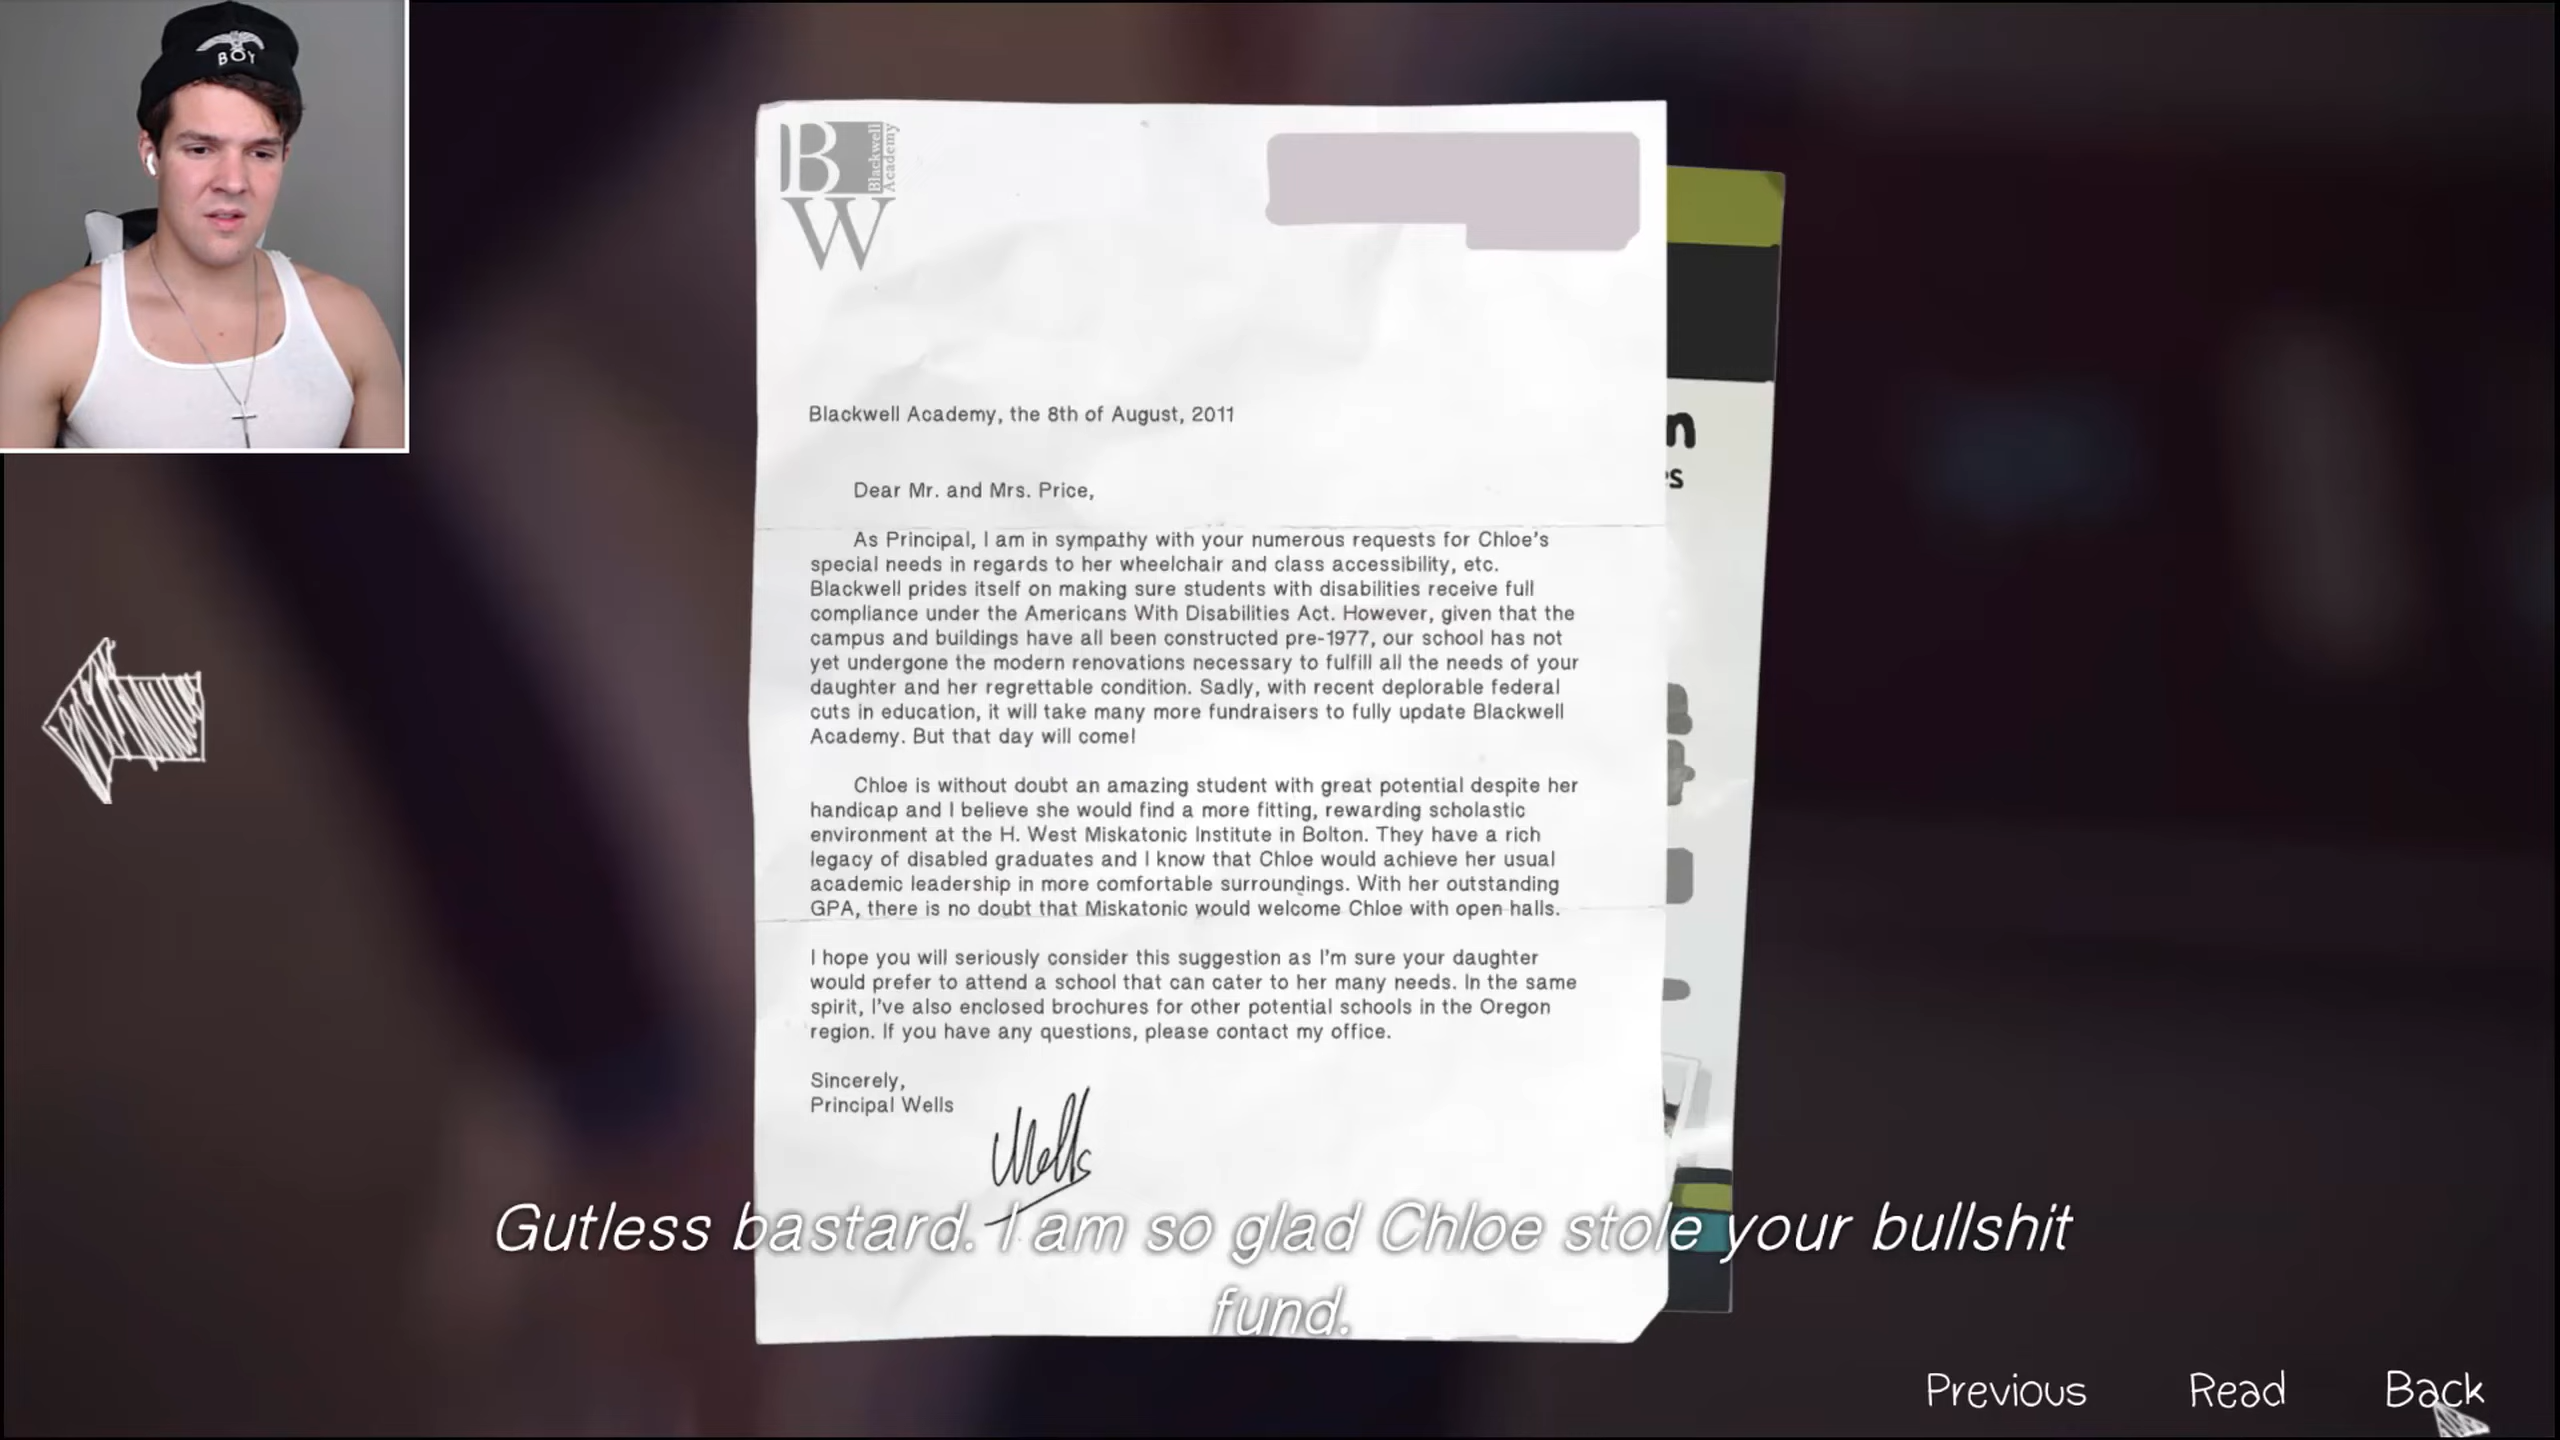 BOY
B
Blackwell
Academy
W
n
s
Blackwell Academy, the 8th of August, 2011
Dear Mr. and Mrs. Price,
As Principal, I am in sympathy with your numerous requests for Chloe's
special needs in regards to her wheelchair and class accessibility, etc.
Blackwell prides itself on making sure students with disabilities receive full
compliance under the Americans With Disabilities Act. However, given that the
campus and buildings have all been constructed pre-1977, our school has not
yet undergone the modern renovations necessary to fulfill all the needs of your
daughter and her regrettable condition. Sadly, with recent deplorable federal
cuts in education, it will take many more fundraisers to fully update Blackwell
Academy. But that day will come!
Chloe is without doubt an amazing student with great potential despite her
handicap and I believe she would find a more fitting, rewarding scholastic
environment at the H. West Miskatonic Institute in Bolton. They have a rich
legacy of disabled graduates and I know that Chloe would achieve her usual
academic leadership in more comfortable surroundings. With her outstanding
GPA, there is no doubt that Miskatonic would welcome Chloe with open halls.
I hope you will seriously consider this suggestion as I'm sure your daughter
would prefer to attend a school that can cater to her many needs. In the same
spirit, I've also enclosed brochures for other potential schools in the Oregon
region. If you have any questions, please contact my office.
Sincerely,
Principal Wells
Wells
Gutless bastard. I am so glad Chloe stole your bullshit
fund.
Previous Read Back